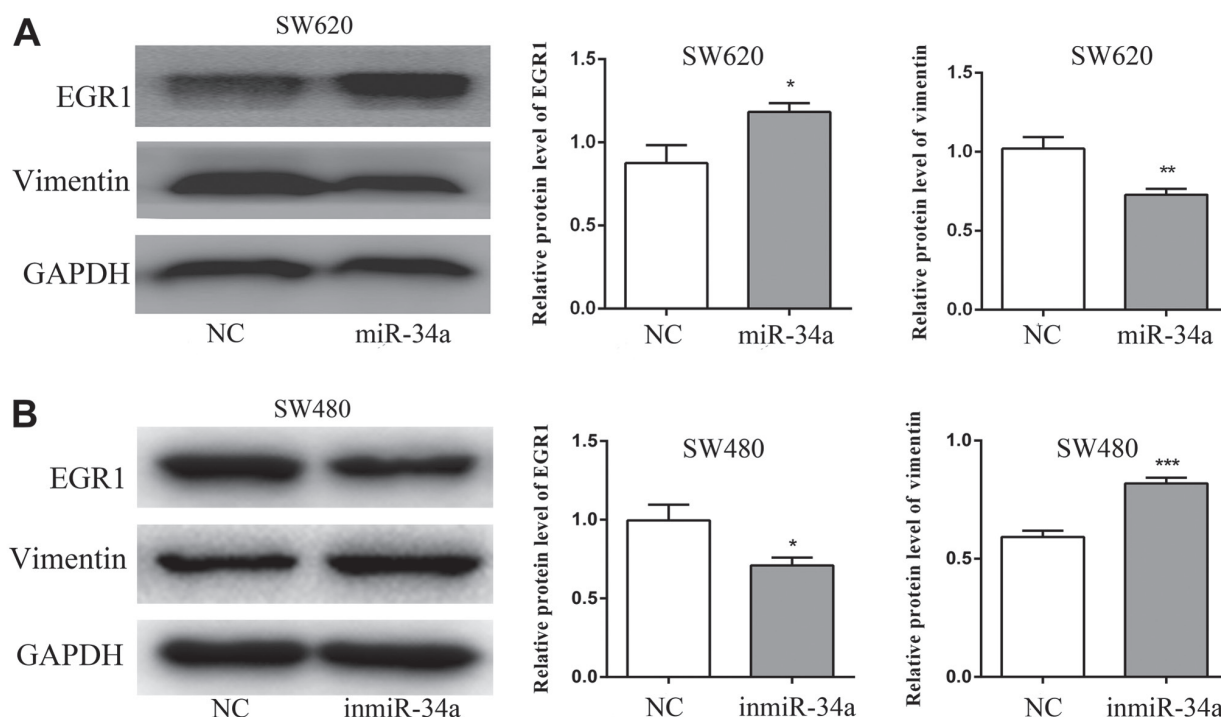 A
SW620
EGR1
Vimentin
GAPDH
NC miR-34a
Relative protein level of EGR1
SW620
1.5
1.0
0.5
0.0
*
NC miR-34a
Relative protein level of vimentin
SW620
1.5
1.0
0.5
0.0
**
NC miR-34a
B
SW480
EGR1
Vimentin
GAPDH
NC inmiR-34a
Relative protein level of EGR1
SW480
1.5
1.0
0.5
0.0
*
NC inmiR-34a
Relative protein level of vimentin
SW480
1.0
0.5
0.0
***
NC inmiR-34a